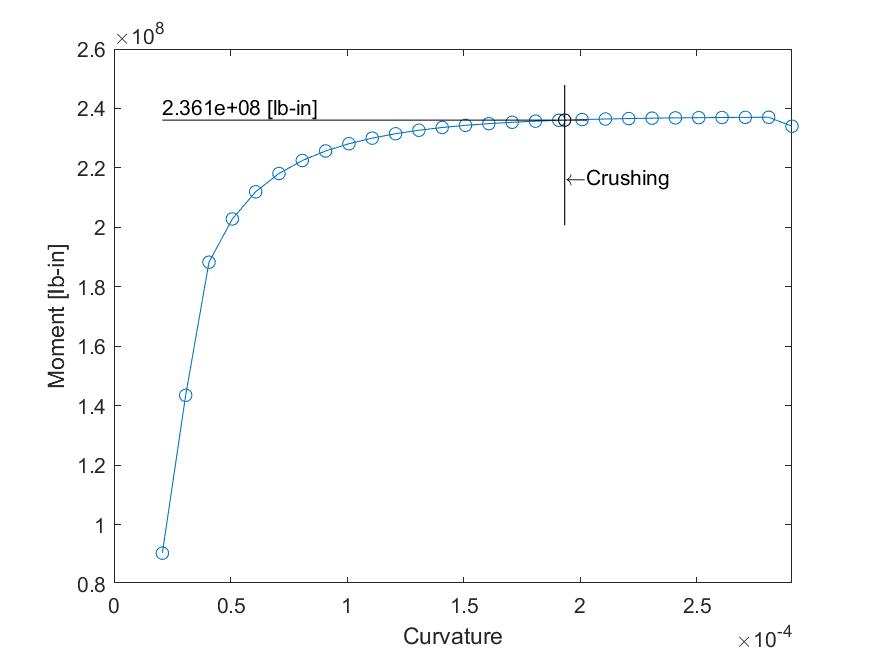 ×10⁸
2.6
2.4
2.361e+08 [lb-in]
2.2
←Crushing
2
1.8
1.6
1.4
1.2
1
0.8
Moment [lb-in]
0 0.5 1 1.5 2 2.5
Curvature
×10⁻⁴